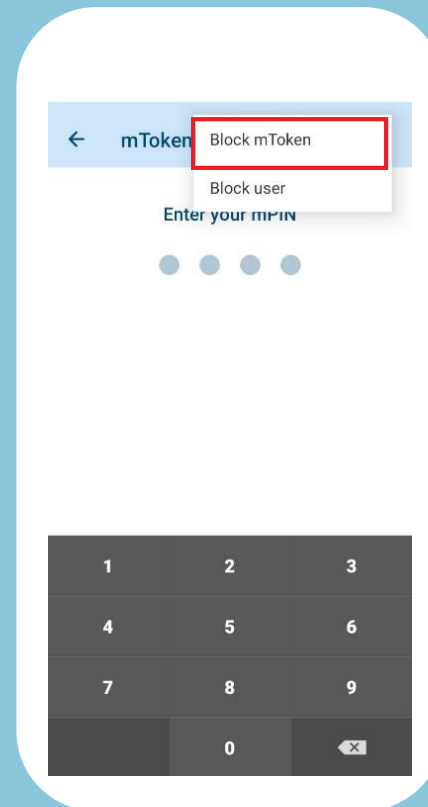 mToken
Block mToken
Block user
Enter your mPIN
1 2 3
4 5 6
7 8 9
0